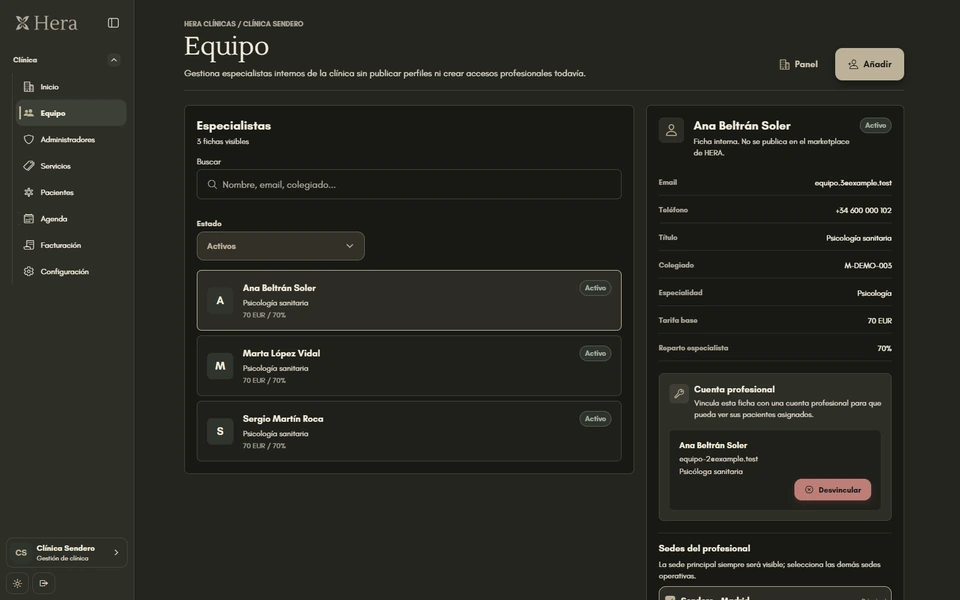 Hera
Clínica
Inicio
Equipo
Administradores
Servicios
Pacientes
Agenda
Facturación
Configuración
CS
Clínica Sendero
Gestión de clínica
HERA CLÍNICAS / CLÍNICA SENDERO
Equipo
Gestiona especialistas internos de la clínica sin publicar perfiles ni crear accesos profesionales todavía.
Panel
Añadir
Especialistas
3 fichas visibles
Buscar
Nombre, email, colegiado...
Estado
Activos
A
Ana Beltrán Soler
Psicología sanitaria
70 EUR / 70%
Activo
M
Marta López Vidal
Psicología sanitaria
70 EUR / 70%
Activo
S
Sergio Martín Roca
Psicología sanitaria
70 EUR / 70%
Activo
Ana Beltrán Soler
Activo
Ficha interna. No se publica en el marketplace
de HERA.
Email
equipo.3@example.test
Teléfono
+34 600 000 102
Título
Psicología sanitaria
Colegiado
M-DEMO-003
Especialidad
Psicología
Tarifa base
70 EUR
Reparto especialista
70%
Cuenta profesional
Vincula esta ficha con una cuenta profesional para que
pueda ver sus pacientes asignados.
Ana Beltrán Soler
equipo-2@example.test
Psicóloga sanitaria
Desvincular
Sedes del profesional
La sede principal siempre será visible; selecciona las demás sedes
operativas.